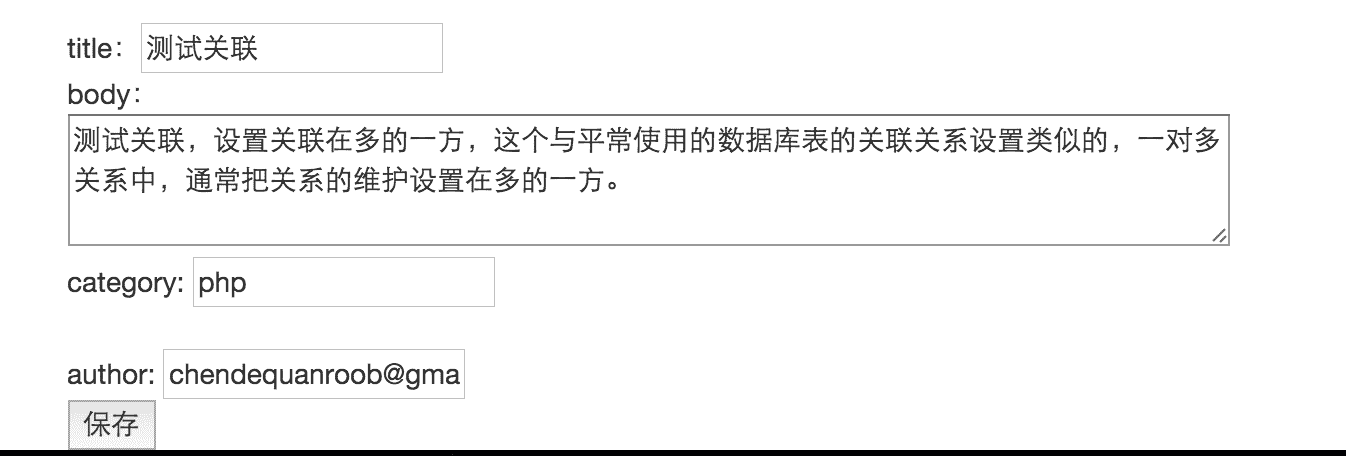 title： 测试关联
body：
测试关联，设置关联在多的一方，这个与平常使用的数据库表的关联关系设置类似的，一对多
关系中，通常把关系的维护设置在多的一方。
category: php
author: chendequanroob@gma
保存